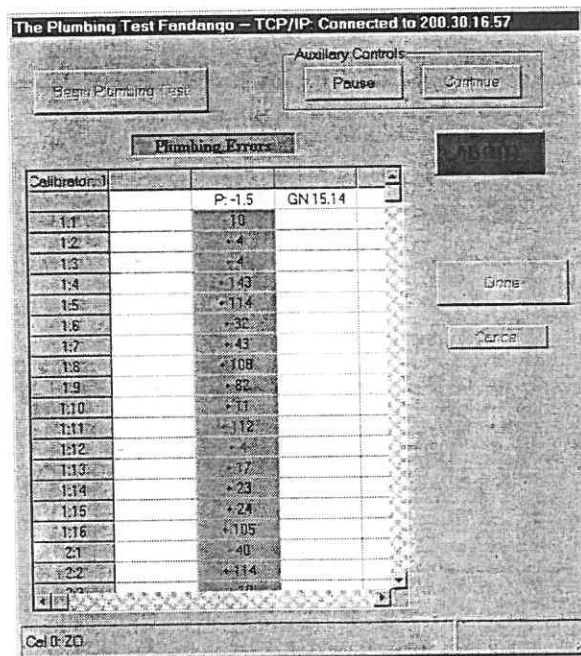 The Plumbing Test Fandango – TCP/IP: Connected to 200.30.16.57
Auxiliary Controls
Begin Plumbing Test
Pause
Continue
Plumbing Errors
Calibrator: 1
P: -1.5 GN 15.14
1:1 10
1:2 4
1:3 4
1:4 143
1:5 114
1:6 32
1:7 + 43
1:8 108
1:9 + 82
1:10 + 11
1:11 112
1:12 4
1:13 17
1:14 + 23
1:15 + 24
1:16 + 105
2:1 40
2:2 + 114
Done
Cancel
Cal 0: ZO